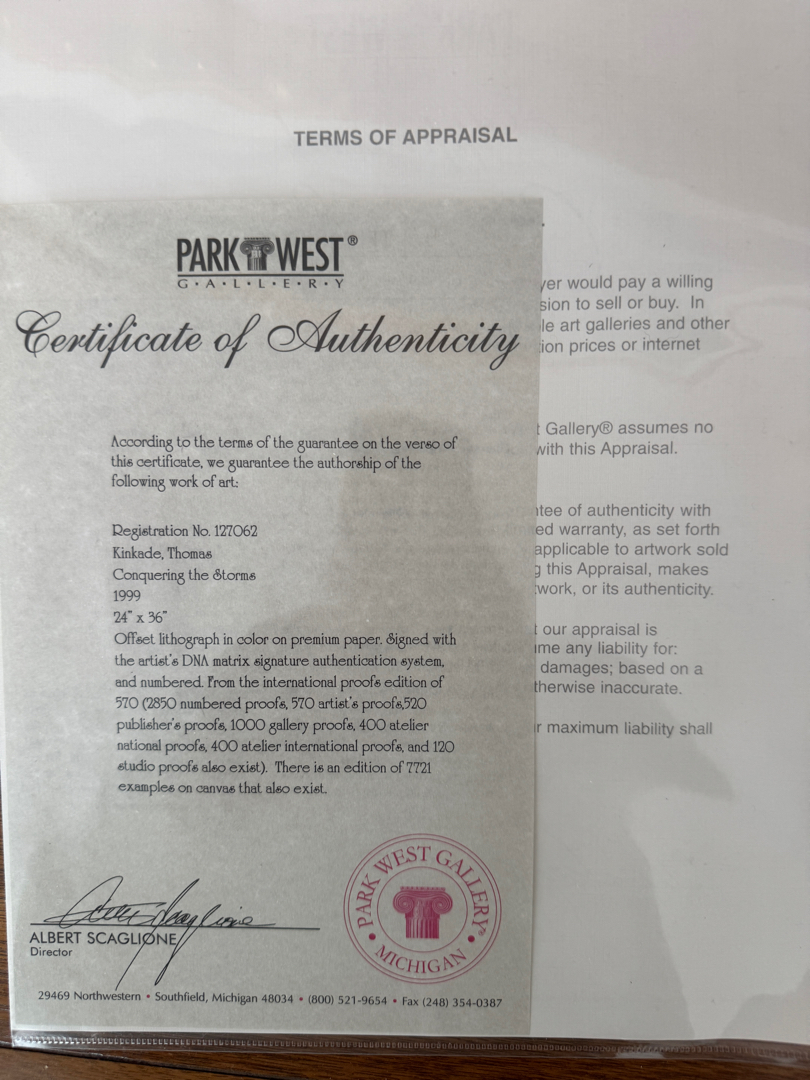 TERMS OF APPRAISAL
PARK WEST®
G·A·L·L·E·R·Y
Certificate of Authenticity
According to the terms of the guarantee on the verso of
this certificate, we guarantee the authorship of the
following work of art:
Registration No. 127062
Kinkade, Thomas
Conquering the Storms
1999
24" x 36"
Offset lithograph in color on premium paper. Signed with
the artist's DNA matrix signature authentication system,
and numbered. From the international proofs edition of
570 (2850 numbered proofs, 570 artist's proofs,520
publisher's proofs, 1000 gallery proofs, 400 atelier
national proofs, 400 atelier international proofs, and 120
studio proofs also exist). There is an edition of 7721
examples on canvas that also exist.
ALBERT SCAGLIONE
Director
PARK WEST GALLERY®
• MICHIGAN •
29469 Northwestern • Southfield, Michigan 48034 • (800) 521-9654 • Fax (248) 354-0387
would pay a willing
to sell or buy. In
art galleries and other
prices or internet
Gallery® assumes no
with this Appraisal.
of authenticity with
warranty, as set forth
applicable to artwork sold
this Appraisal, makes
or its authenticity.
our appraisal is
any liability for:
damages; based on a
inaccurate.
maximum liability shall